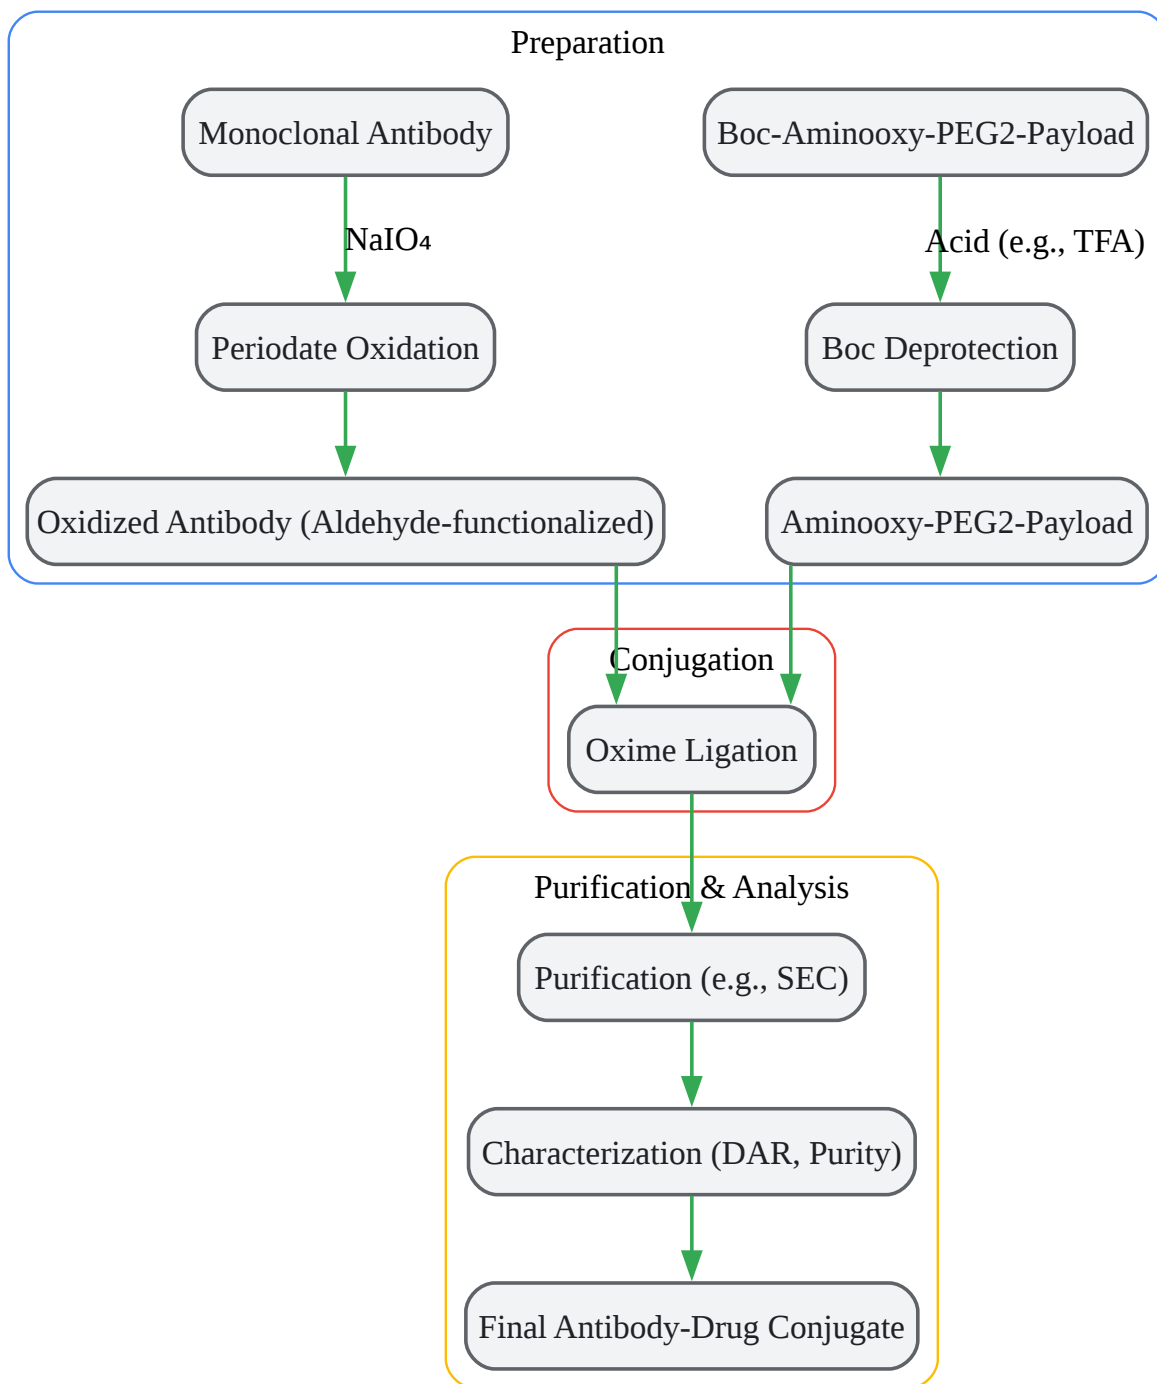 Preparation
Monoclonal Antibody
Boc-Aminooxy-PEG2-Payload
NaIO₄
Acid (e.g., TFA)
Periodate Oxidation
Boc Deprotection
Oxidized Antibody (Aldehyde-functionalized)
Aminooxy-PEG2-Payload
Conjugation
Oxime Ligation
Purification & Analysis
Purification (e.g., SEC)
Characterization (DAR, Purity)
Final Antibody-Drug Conjugate